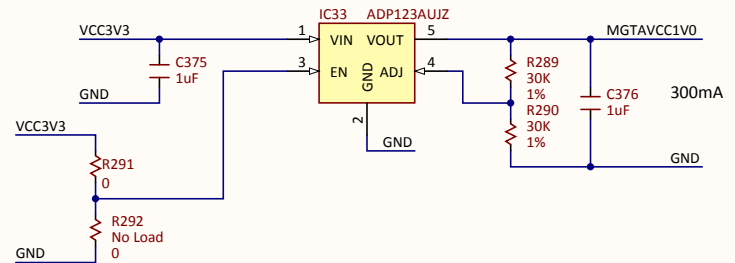 IC33 ADP123AUJZ
VCC3V3 1 VIN VOUT 5 MGTAVCC1V0
C375
1uF
3 EN GND ADJ 4
R289
30K
1%
C376
1uF
300mA
GND
R290
30K
1%
2
GND
GND
VCC3V3
R291
0
R292
No Load
0
GND